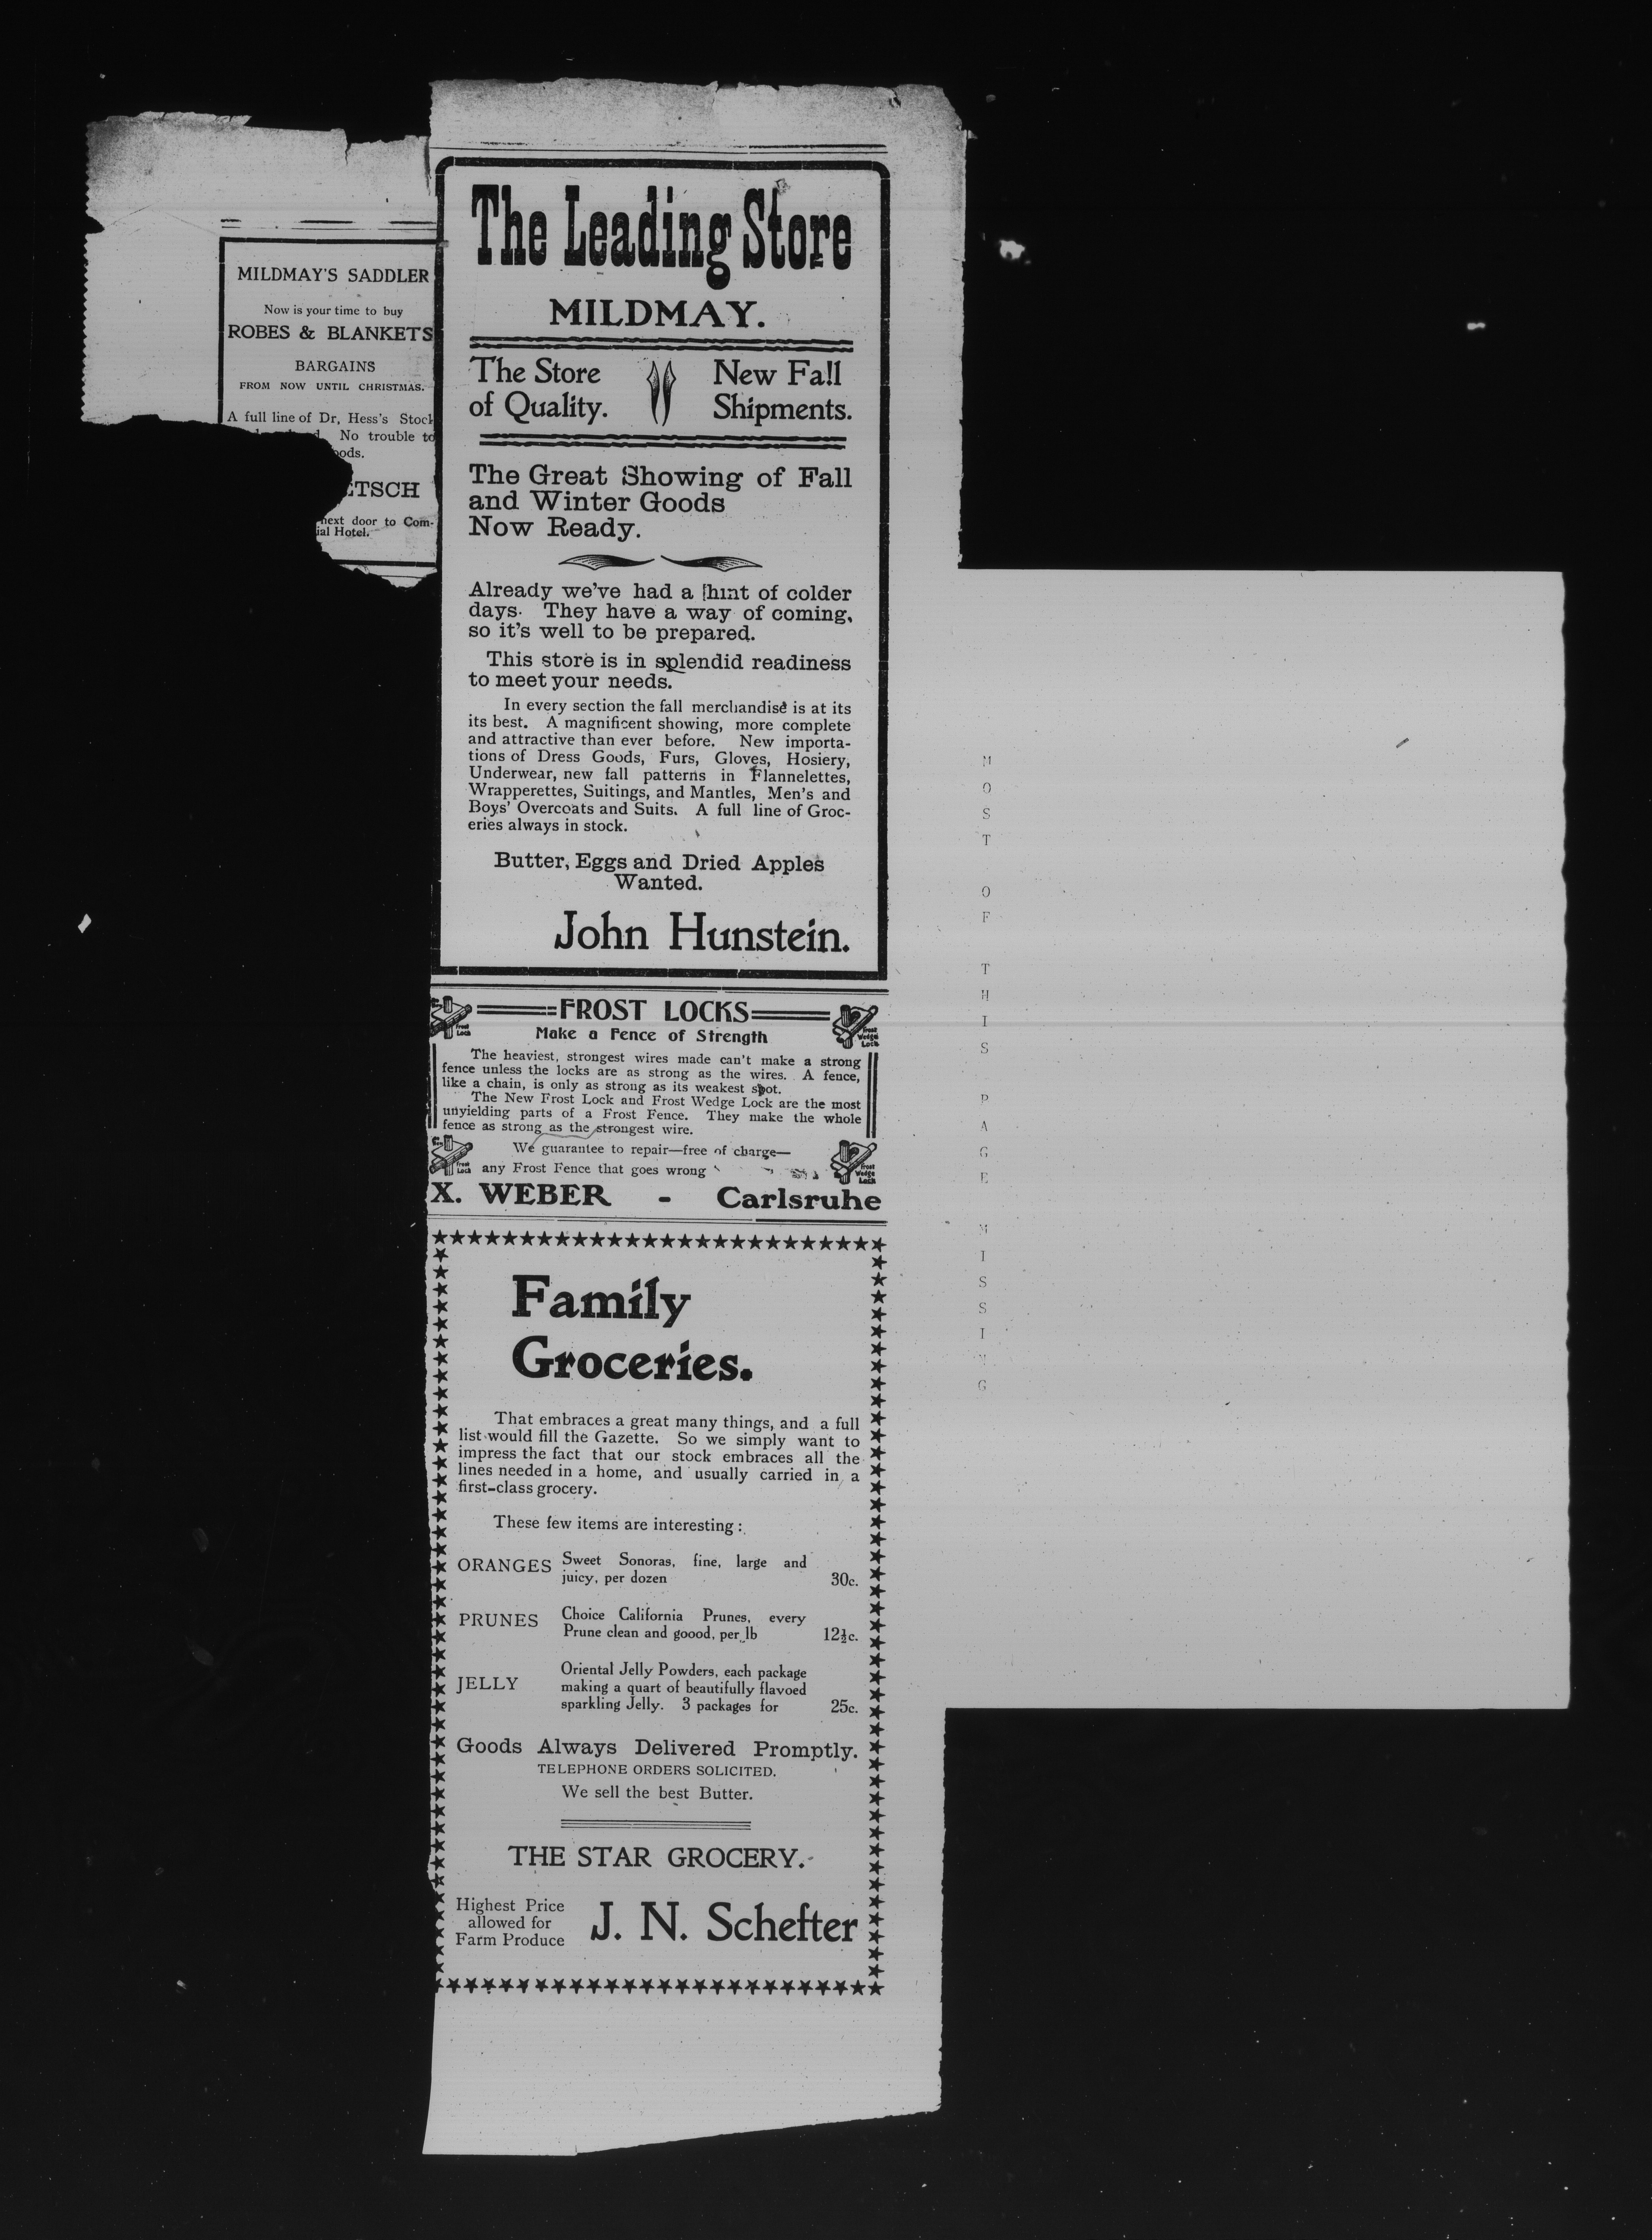 MILDMAY'S SADDLER
Now is your time to buy
ROBES & BLANKETS
BARGAINS
FROM NOW UNTIL CHRISTMAS.
A full line of Dr, Hess's Stock
No trouble to
ods.
ETSCH
next door to Com-
ial Hotel.
The Leading Store
MILDMAY.
The Store
of Quality.
New Fall
Shipments.
The Great Showing of Fall
and Winter Goods
Now Ready.
Already we've had a hint of colder
days. They have a way of coming,
so it's well to be prepared.
This store is in splendid readiness
to meet your needs.
In every section the fall merchandise is at its
its best. A magnificent showing, more complete
and attractive than ever before. New importa-
tions of Dress Goods, Furs, Gloves, Hosiery,
Underwear, new fall patterns in Flannelettes,
Wrapperettes, Suitings, and Mantles, Men's and
Boys' Overcoats and Suits. A full line of Groc-
eries always in stock.
Butter, Eggs and Dried Apples
Wanted.
John Hunstein.
FROST LOCKS
Make a Fence of Strength
Frost
Lock
Frost
Wedge
Lock
The heaviest, strongest wires made can't make a strong
fence unless the locks are as strong as the wires. A fence,
like a chain, is only as strong as its weakest spot.
The New Frost Lock and Frost Wedge Lock are the most
unyielding parts of a Frost Fence. They make the whole
fence as strong as the strongest wire.
We guarantee to repair—free of charge—
any Frost Fence that goes wrong
Frost
Lock
Frost
Wedge
Lock
X. WEBER - Carlsruhe
Family
Groceries.
That embraces a great many things, and a full
list would fill the Gazette. So we simply want to
impress the fact that our stock embraces all the
lines needed in a home, and usually carried in a
first-class grocery.
These few items are interesting:
ORANGES Sweet Sonoras, fine, large and
juicy, per dozen 30c.
PRUNES Choice California Prunes, every
Prune clean and goood, per lb 12½c.
JELLY Oriental Jelly Powders, each package
making a quart of beautifully flavoed
sparkling Jelly. 3 packages for 25c.
Goods Always Delivered Promptly.
TELEPHONE ORDERS SOLICITED.
We sell the best Butter.
THE STAR GROCERY.
Highest Price
allowed for
Farm Produce
J. N. Schefter
MOST OF THIS PAGE MISSING